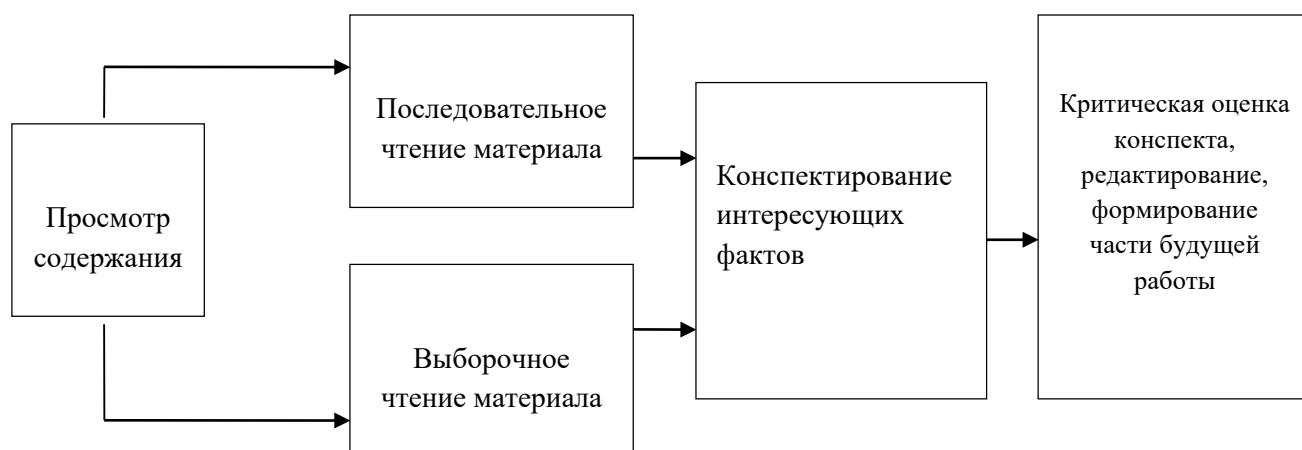 Просмотр
содержания
Последовательное
чтение материала
Выборочное
чтение материала
Конспектирование
интересующих
фактов
Критическая оценка
конспекта,
редактирование,
формирование
части будущей
работы